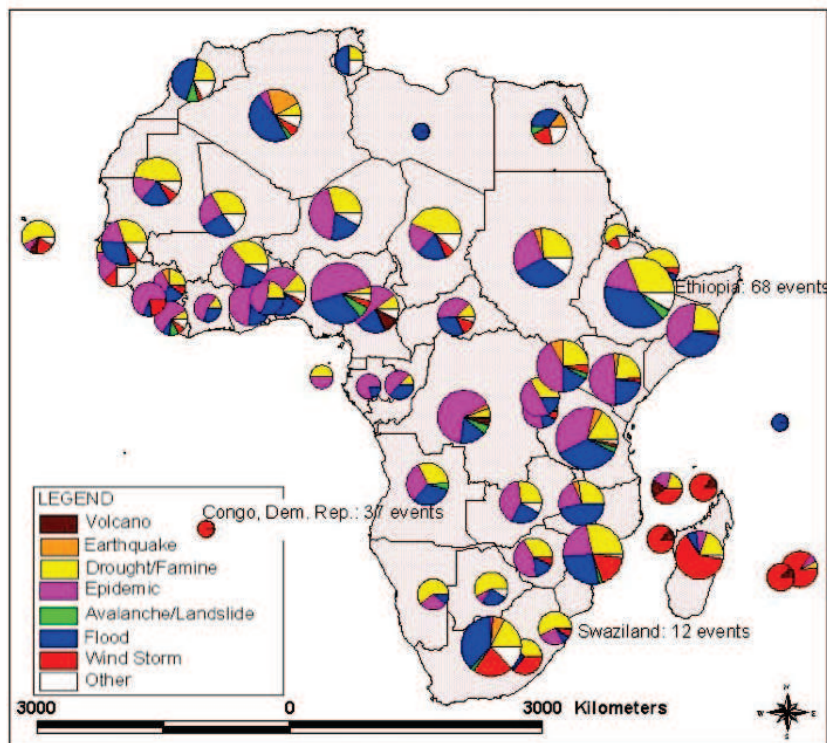 Ethiopia: 68 events
LEGEND
Volcano
Earthquake
Drought/Famine
Epidemic
Avalanche/Landslide
Flood
Wind Storm
Other
Congo, Dem. Rep.: 37 events
Swaziland: 12 events
3000 0 3000 Kilometers
N
W E
S